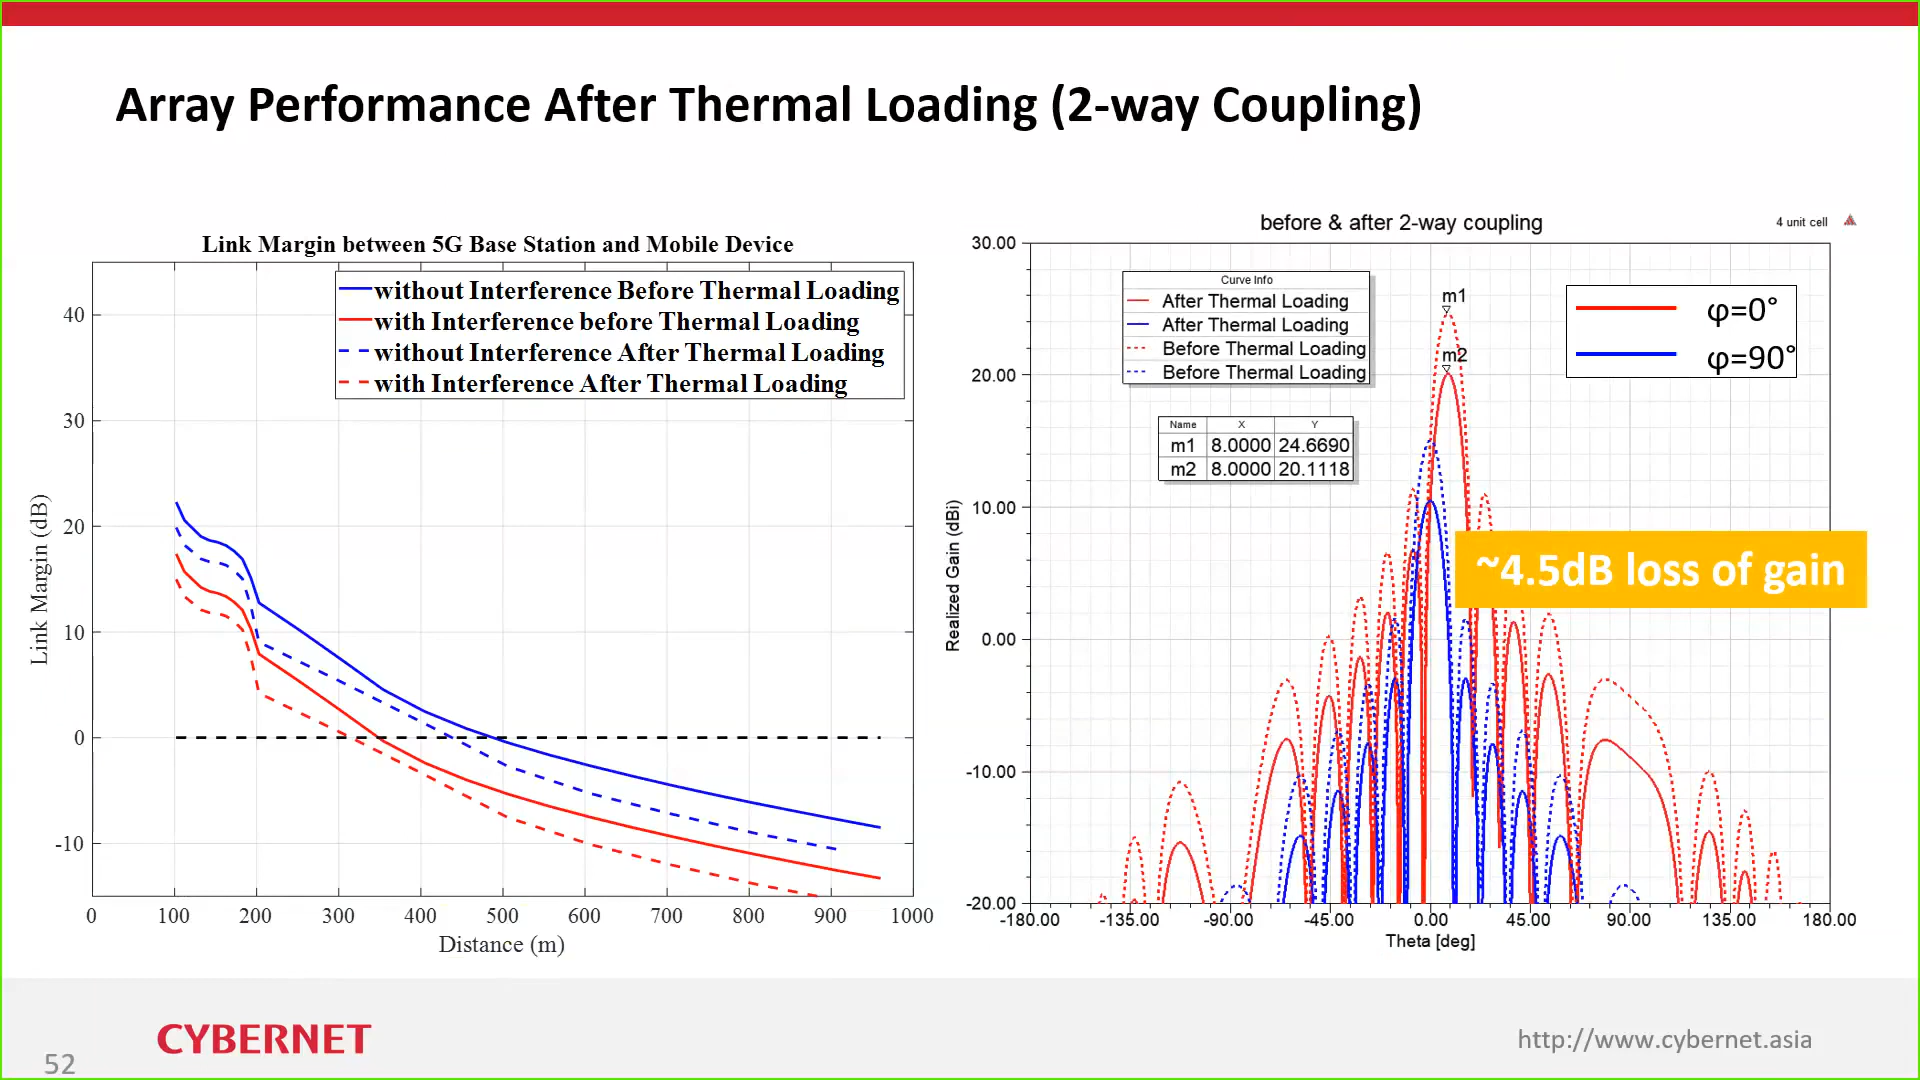 Array Performance After Thermal Loading (2-way Coupling)
Link Margin between 5G Base Station and Mobile Device
without Interference Before Thermal Loading
with Interference before Thermal Loading
without Interference After Thermal Loading
with Interference After Thermal Loading
40
30
20
10
0
-10
Link Margin (dB)
0 100 200 300 400 500 600 700 800 900 1000
Distance (m)
before & after 2-way coupling
4 unit cell
Curve Info
After Thermal Loading
After Thermal Loading
Before Thermal Loading
Before Thermal Loading
Name X Y
m1 8.0000 24.6690
m2 8.0000 20.1118
m1
m2
φ=0°
φ=90°
~4.5dB loss of gain
30.00
20.00
10.00
0.00
-10.00
-20.00
Realized Gain (dBi)
-180.00 -135.00 -90.00 -45.00 0.00 45.00 90.00 135.00 180.00
Theta [deg]
CYBERNET
52
http://www.cybernet.asia